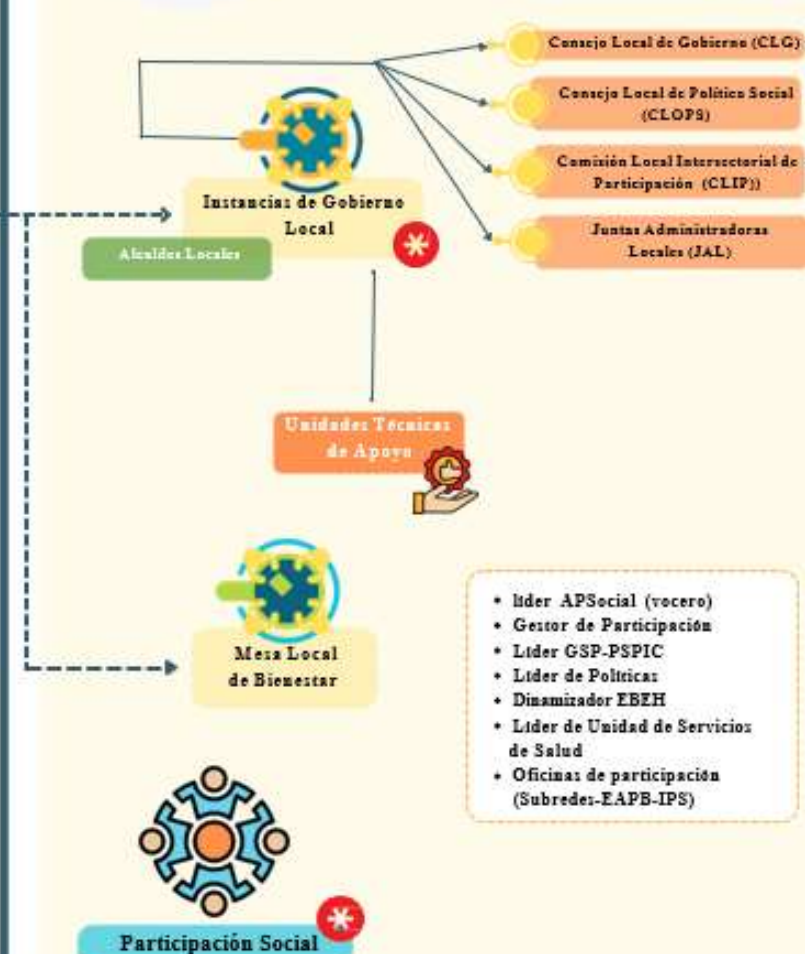 Consejo Local de Gobierno (CLG)
Consejo Local de Política Social
(CLOPS)
Comisión Local Intersectorial de
Participación (CLIP))
Juntas Administradoras
Locales (JAL)
Instancias de Gobierno
Local
Alcaldes Locales
Unidades Técnicas
de Apoyo
Mesa Local
de Bienestar
• líder APSocial (vocero)
• Gestor de Participación
• Líder GSP-PSPIC
• Líder de Políticas
• Dinamizador EBEH
• Líder de Unidad de Servicios
de Salud
• Oficinas de participación
(Subredes-EAPB-IPS)
Participación Social